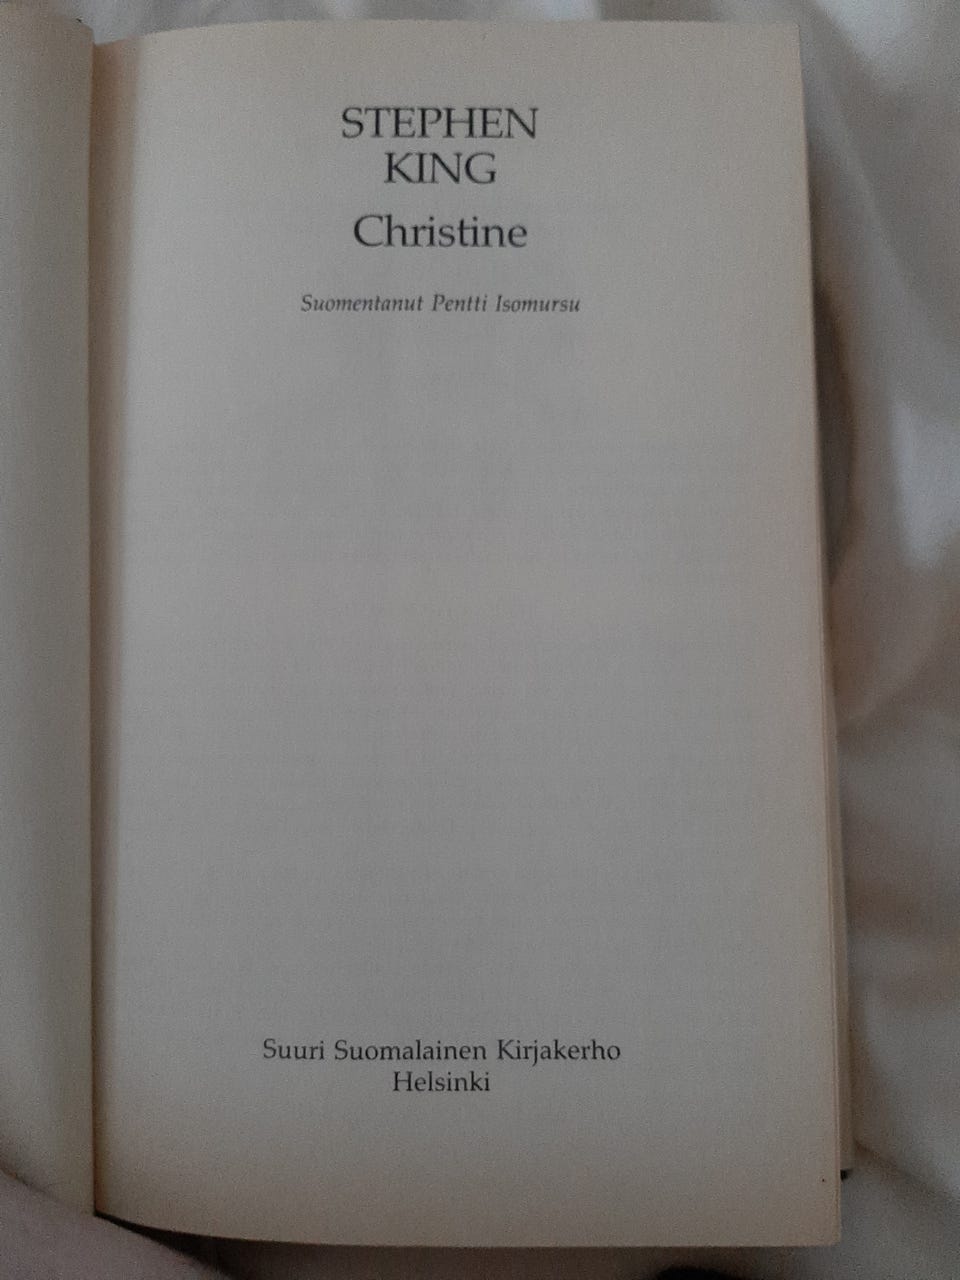 STEPHEN
KING
Christine
Suomentanut Pentti Isomursu
Suuri Suomalainen Kirjakerho
Helsinki